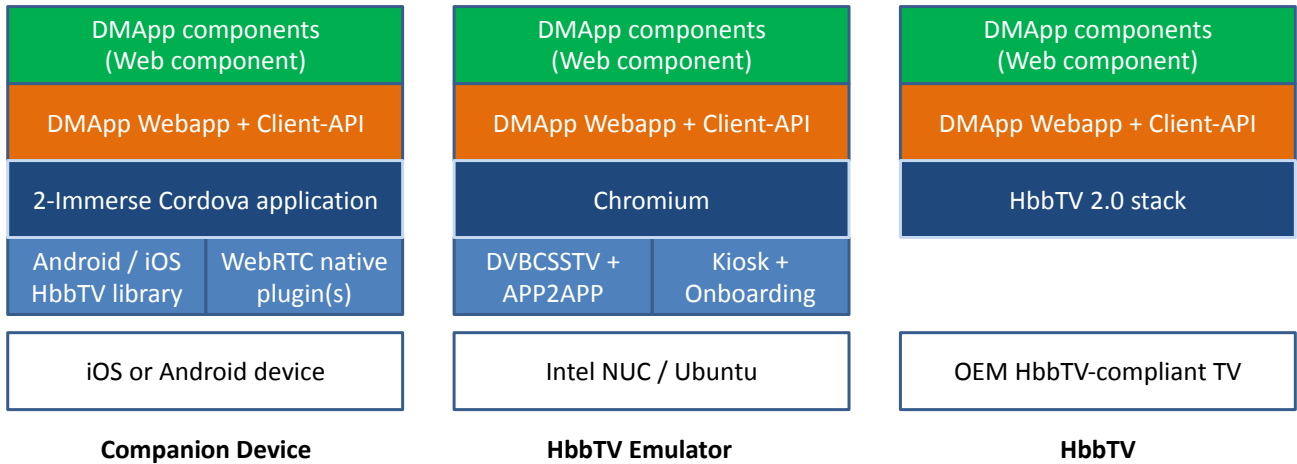 DMApp components
(Web component)
DMApp Webapp + Client-API
2-Immerse Cordova application
Android / iOS
HbbTV library
WebRTC native
plugin(s)
iOS or Android device
Companion Device
DMApp components
(Web component)
DMApp Webapp + Client-API
Chromium
DVBCSSTV +
APP2APP
Kiosk +
Onboarding
Intel NUC / Ubuntu
HbbTV Emulator
DMApp components
(Web component)
DMApp Webapp + Client-API
HbbTV 2.0 stack
OEM HbbTV-compliant TV
HbbTV